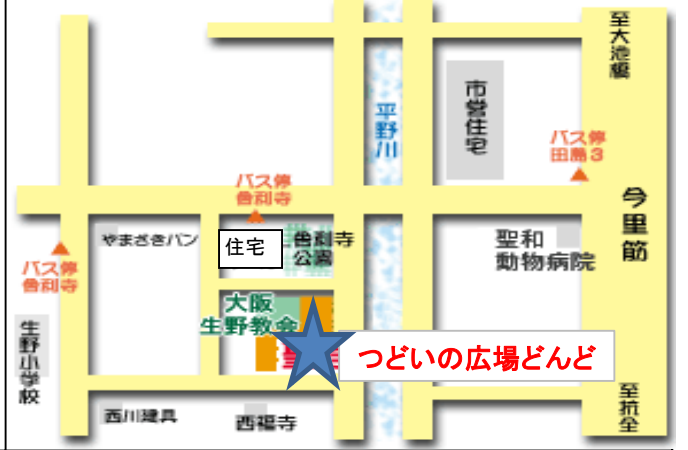 至大池橋
平野川
市営住宅
バス停
田島3
バス停
舎利寺
今里筋
やまざきパン
住宅
舎利寺
公園
聖和
動物病院
バス停
舎利寺
大阪
生野教会
生野小学校
つどいの広場どんど
至杭全
西川建具
西福寺